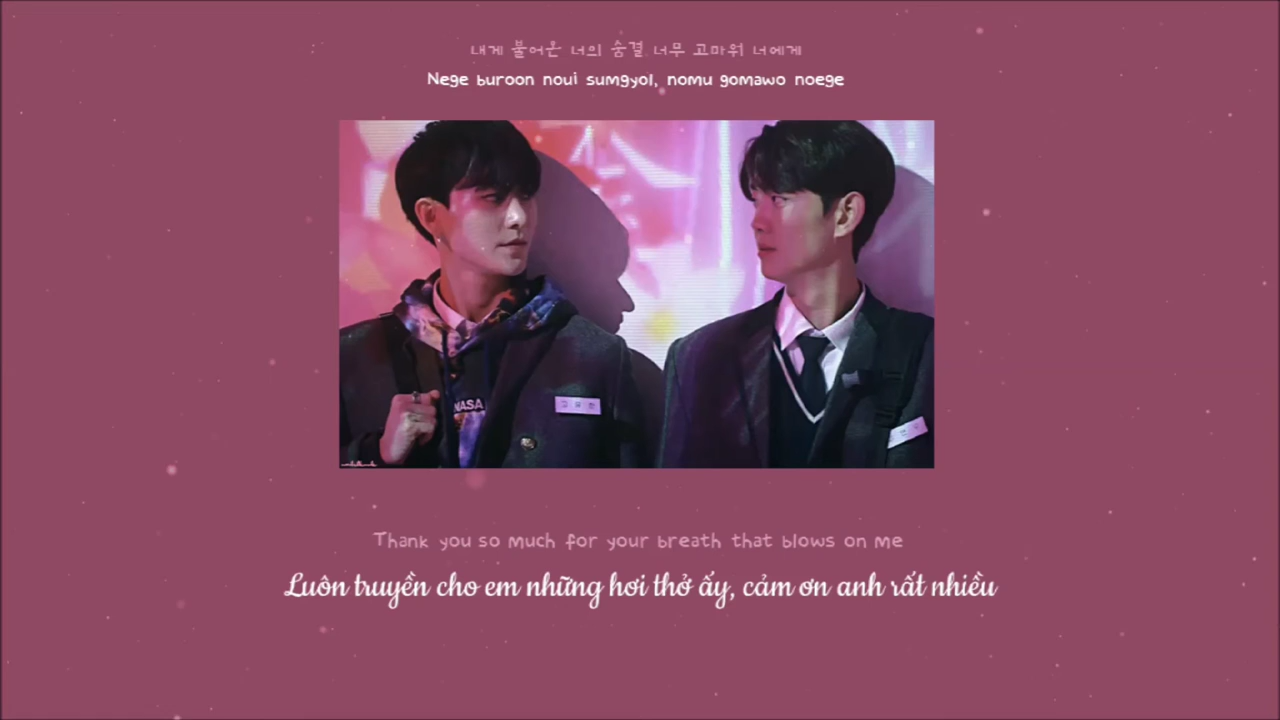 내게 불어온 너의 숨결 너무 고마워 너에게
Nege buroon noui sumgyol, nomu gomawo noege
NASA
Thank you so much for your breath that blows on me
Luôn truyền cho em những hơi thở ấy, cảm ơn anh rất nhiều